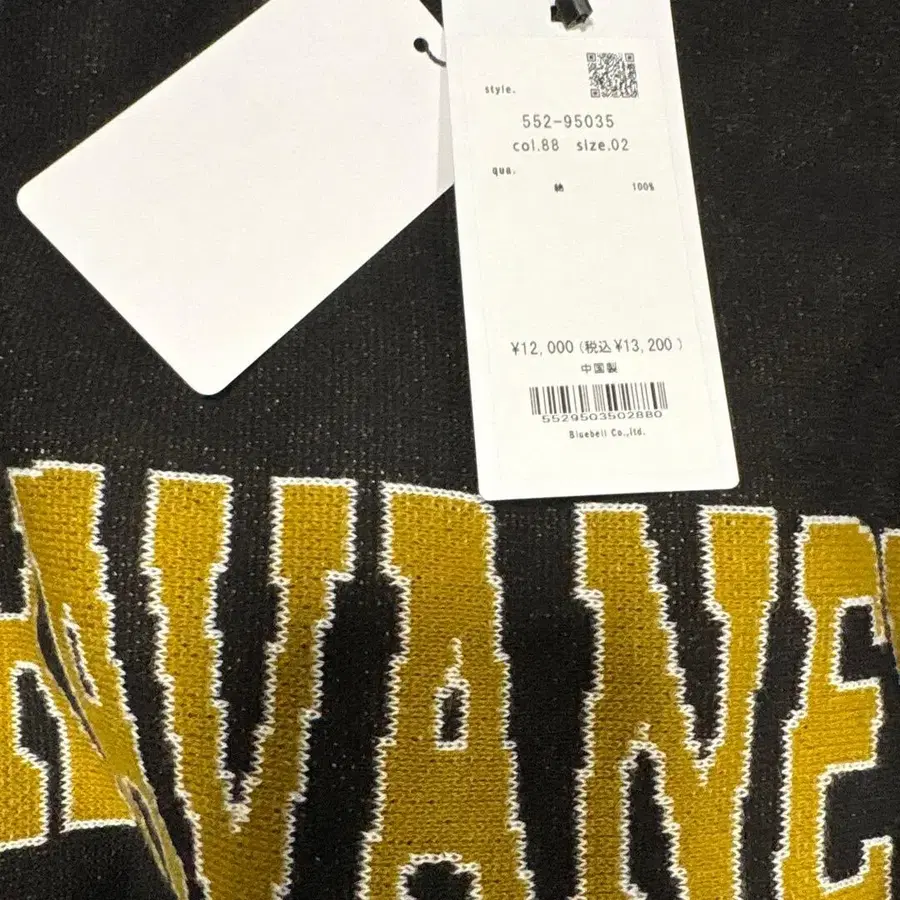 style.
552-95035
col.88 size.02
qua.
綿 100%
¥12,000(税込¥13,200)
中国製
5529503502880
Bluebell Co.,ltd.
AVANE